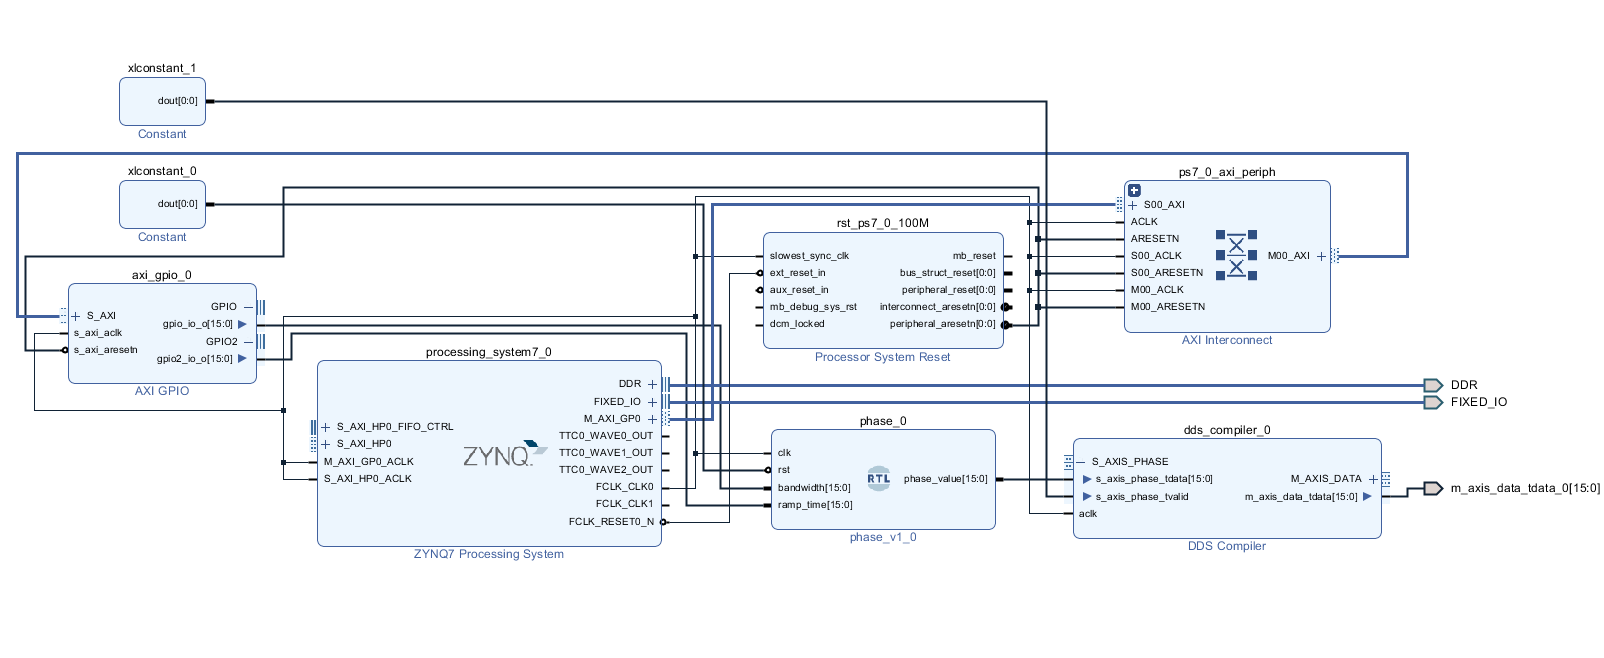 xlconstant_1
dout[0:0]
Constant
xlconstant_0
dout[0:0]
Constant
axi_gpio_0
S_AXI
s_axi_aclk
s_axi_aresetn
GPIO
gpio_io_o[15:0]
GPIO2
gpio2_io_o[15:0]
AXI GPIO
processing_system7_0
S_AXI_HP0_FIFO_CTRL
S_AXI_HP0
M_AXI_GP0_ACLK
S_AXI_HP0_ACLK
ZYNQ.
DDR
FIXED_IO
M_AXI_GP0
TTC0_WAVE0_OUT
TTC0_WAVE1_OUT
TTC0_WAVE2_OUT
FCLK_CLK0
FCLK_CLK1
FCLK_RESET0_N
ZYNQ7 Processing System
rst_ps7_0_100M
slowest_sync_clk
ext_reset_in
aux_reset_in
mb_debug_sys_rst
dcm_locked
mb_reset
bus_struct_reset[0:0]
peripheral_reset[0:0]
interconnect_aresetn[0:0]
peripheral_aresetn[0:0]
Processor System Reset
phase_0
clk
rst
bandwidth[15:0]
ramp_time[15:0]
RTL
phase_value[15:0]
phase_v1_0
ps7_0_axi_periph
S00_AXI
ACLK
ARESETN
S00_ACLK
S00_ARESETN
M00_ACLK
M00_ARESETN
M00_AXI
AXI Interconnect
dds_compiler_0
S_AXIS_PHASE
s_axis_phase_tdata[15:0]
s_axis_phase_tvalid
aclk
M_AXIS_DATA
m_axis_data_tdata[15:0]
DDS Compiler
DDR
FIXED_IO
m_axis_data_tdata_0[15:0]